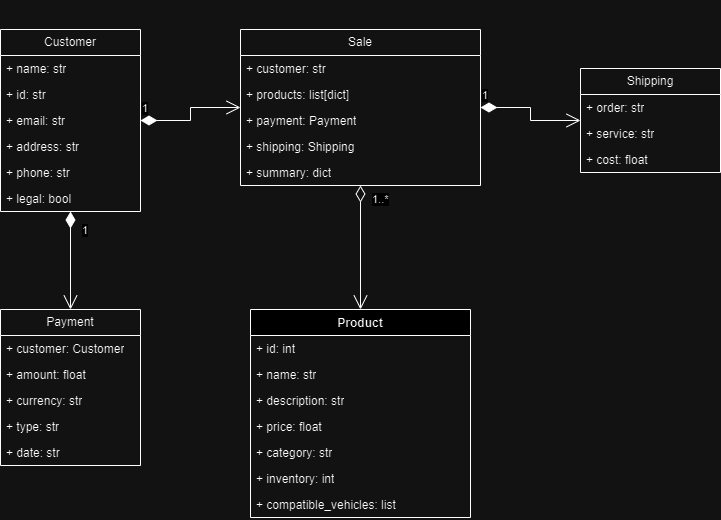 Customer
+ name: str
+ id: str
+ email: str
+ address: str
+ phone: str
+ legal: bool
1
1
Sale
+ customer: str
+ products: list[dict]
+ payment: Payment
+ shipping: Shipping
+ summary: dict
1
1..*
Shipping
+ order: str
+ service: str
+ cost: float
Payment
+ customer: Customer
+ amount: float
+ currency: str
+ type: str
+ date: str
Product
+ id: int
+ name: str
+ description: str
+ price: float
+ category: str
+ inventory: int
+ compatible_vehicles: list